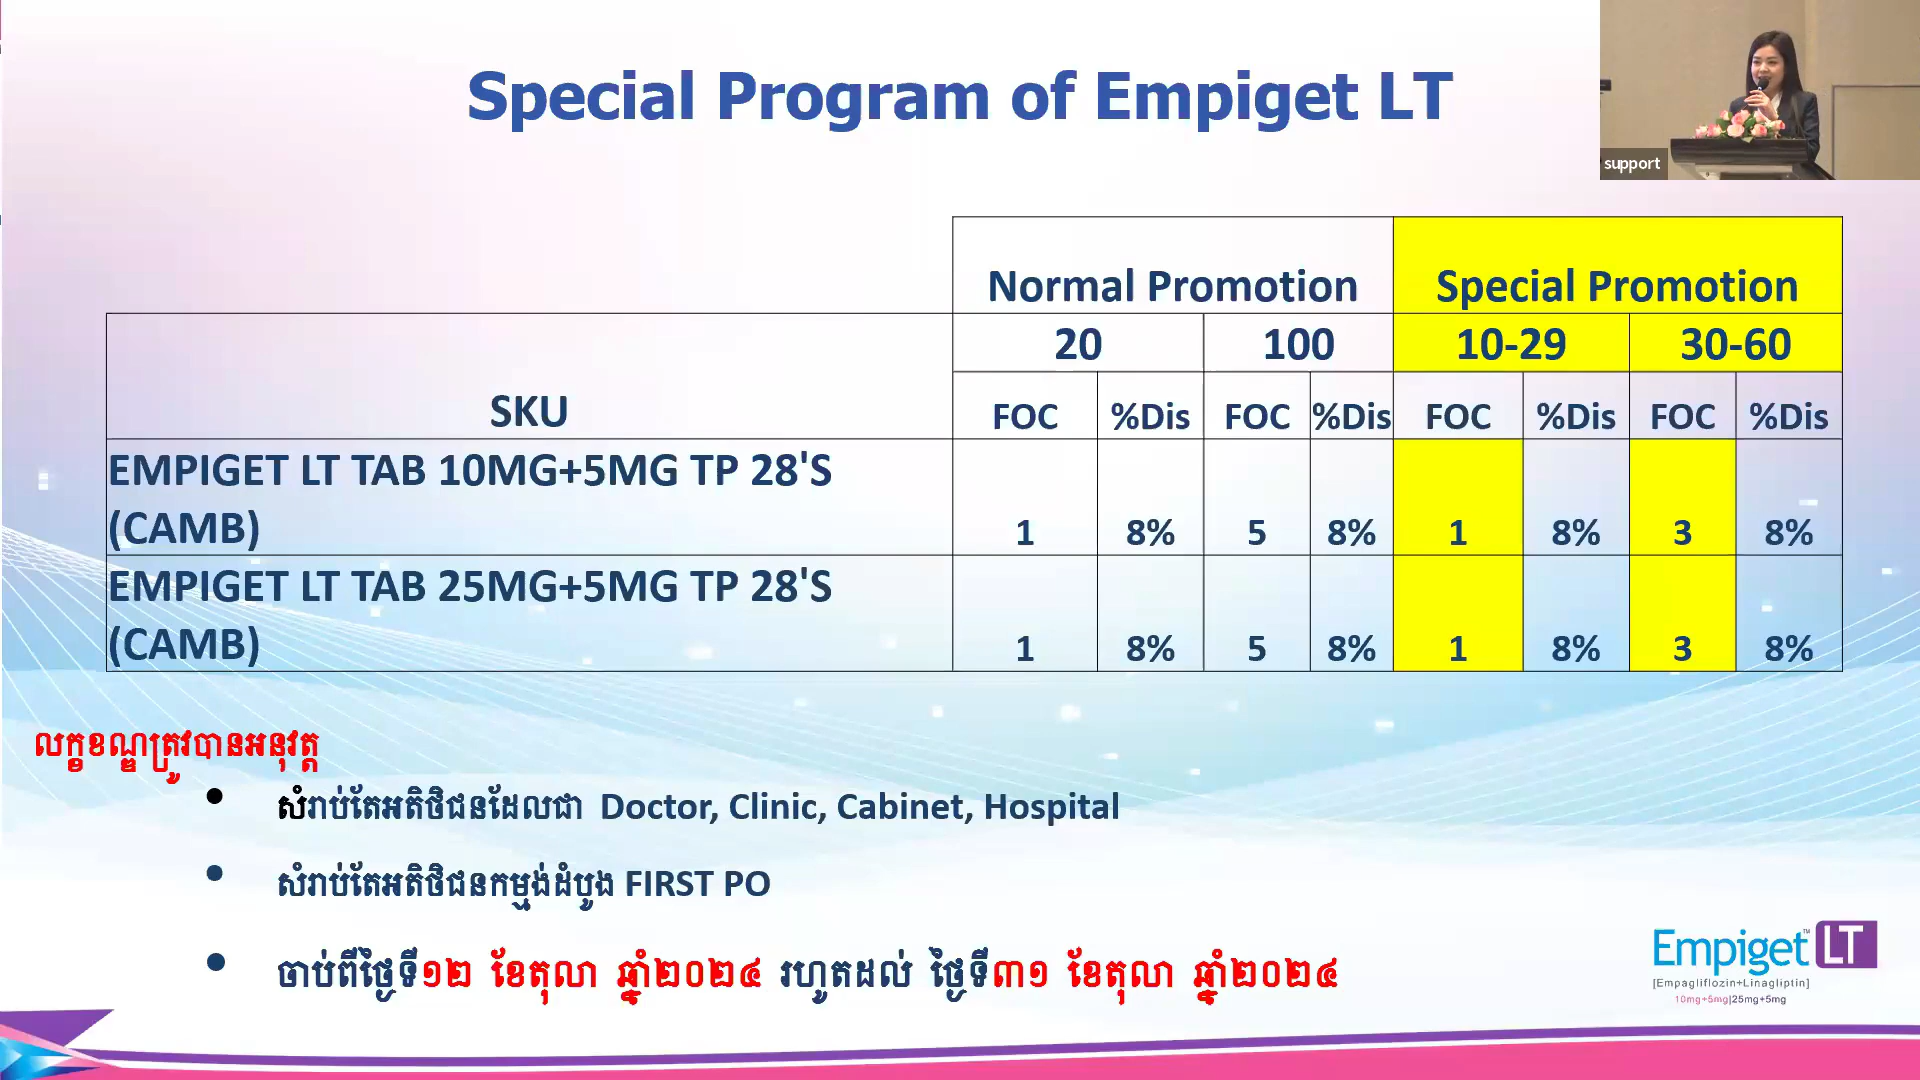 Special Program of Empiget LT
support
Normal Promotion Special Promotion
20 100 10-29 30-60
SKU FOC %Dis FOC %Dis FOC %Dis FOC %Dis
EMPIGET LT TAB 10MG+5MG TP 28'S
(CAMB) 1 8% 5 8% 1 8% 3 8%
EMPIGET LT TAB 25MG+5MG TP 28'S
(CAMB) 1 8% 5 8% 1 8% 3 8%
លក្ខខណ្ឌត្រូវបានអនុវត្ត
• សំរាប់តែអតិថិជនដែលជា Doctor, Clinic, Cabinet, Hospital
• សំរាប់តែអតិថិជនកម្មង់ដំបូង FIRST PO
• ចាប់ពីថ្ងៃទី១២ ខែតុលា ឆ្នាំ២០២៤ រហូតដល់ ថ្ងៃទី៣១ ខែតុលា ឆ្នាំ២០២៤
Empiget™ LT
[Empagliflozin+Linagliptin]
10mg+5mg|25mg+5mg